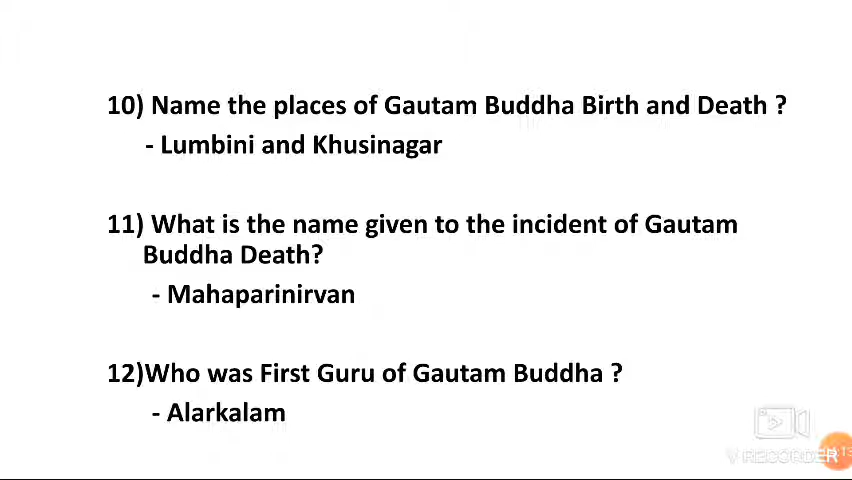 10) Name the places of Gautam Buddha Birth and Death ?
- Lumbini and Khusinagar
11) What is the name given to the incident of Gautam
Buddha Death?
- Mahaparinirvan
12)Who was First Guru of Gautam Buddha ?
- Alarkalam
V RECORDER